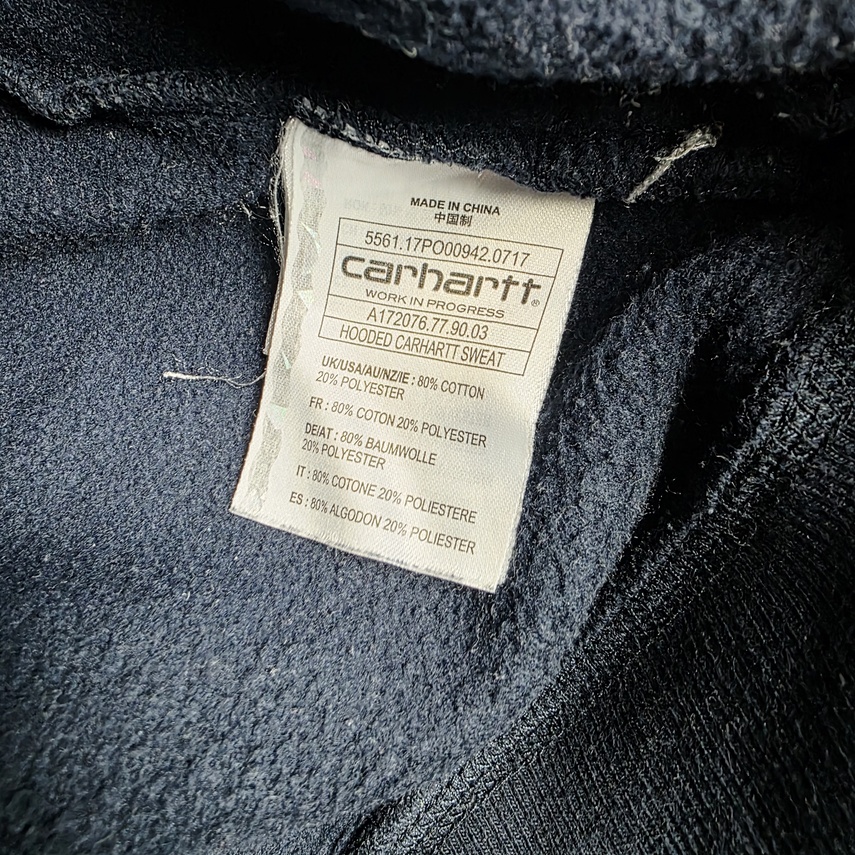 MADE IN CHINA
中国制
5561.17PO00942.0717
carhartt®
WORK IN PROGRESS
A172076.77.90.03
HOODED CARHARTT SWEAT
UK/USA/AU/NZ/IE : 80% COTTON
20% POLYESTER
FR : 80% COTON 20% POLYESTER
DE/AT : 80% BAUMWOLLE
20% POLYESTER
IT : 80% COTONE 20% POLIESTERE
ES : 80% ALGODON 20% POLIESTER